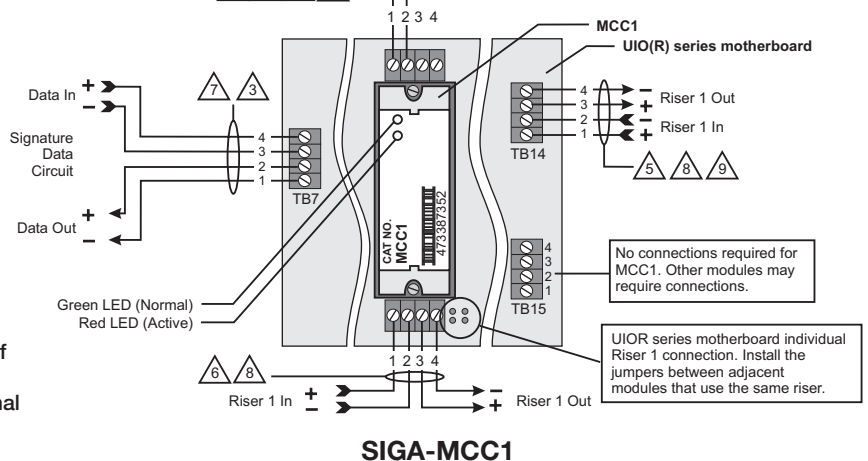 1 2 3 4
MCC1
UIO(R) series motherboard
Data In
+
−
7
3
Signature
Data
Circuit
4
3
2
1
TB7
Data Out
+
−
4
3
2
1
−
+
−
+
Riser 1 Out
Riser 1 In
TB14
5
8
9
CAT NO.
MCC1
473387352
4
3
2
1
TB15
No connections required for
MCC1. Other modules may
require connections.
Green LED (Normal)
Red LED (Active)
UIOR series motherboard individual
Riser 1 connection. Install the
jumpers between adjacent
modules that use the same riser.
1 2 3 4
6
8
Riser 1 In
+
−
−
+
Riser 1 Out
SIGA-MCC1